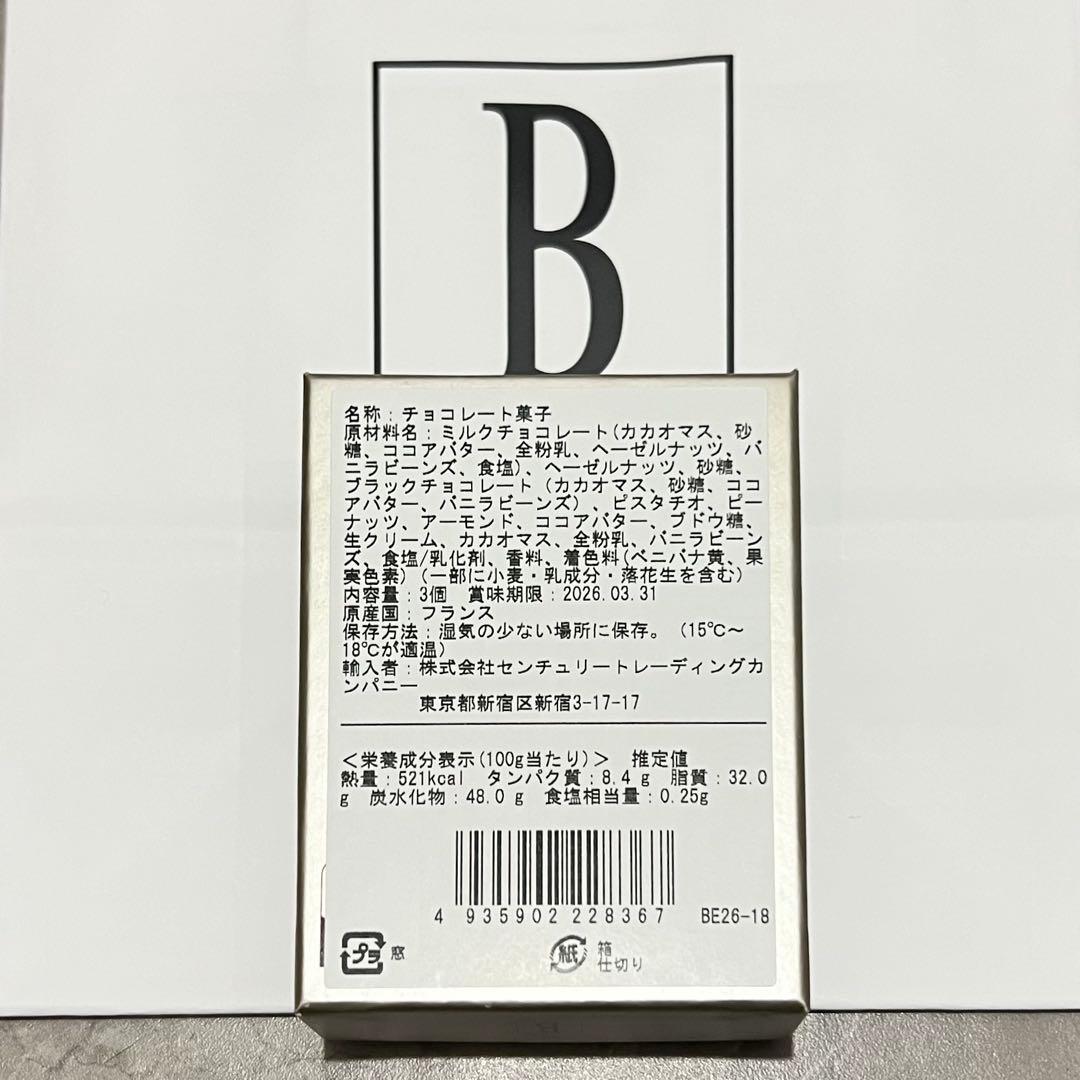 B
名称：チョコレート菓子
原材料名：ミルクチョコレート(カカオマス、砂
糖、ココアバター、全粉乳、ヘーゼルナッツ、バ
ニラビーンズ、食塩)、ヘーゼルナッツ、砂糖、
ブラックチョコレート（カカオマス、砂糖、ココ
アバター、バニラビーンズ）、ピスタチオ、ピー
ナッツ、アーモンド、ココアバター、ブドウ糖、
生クリーム、カカオマス、全粉乳、バニラビーン
ズ、食塩/乳化剤、香料、着色料(ベニバナ黄、果
実色素)（一部に小麦・乳成分・落花生を含む）
内容量：3個　賞味期限：2026.03.31
原産国：フランス
保存方法：湿気の少ない場所に保存。（15℃～
18℃が適温）
輸入者：株式会社センチュリートレーディングカ
ンパニー
東京都新宿区新宿3-17-17
＜栄養成分表示(100g当たり)＞　推定値
熱量：521kcal　タンパク質：8.4g　脂質：32.0
g　炭水化物：48.0g　食塩相当量：0.25g
4 935902 228367　BE26-18
プラ 窓 紙 箱
仕切り
B